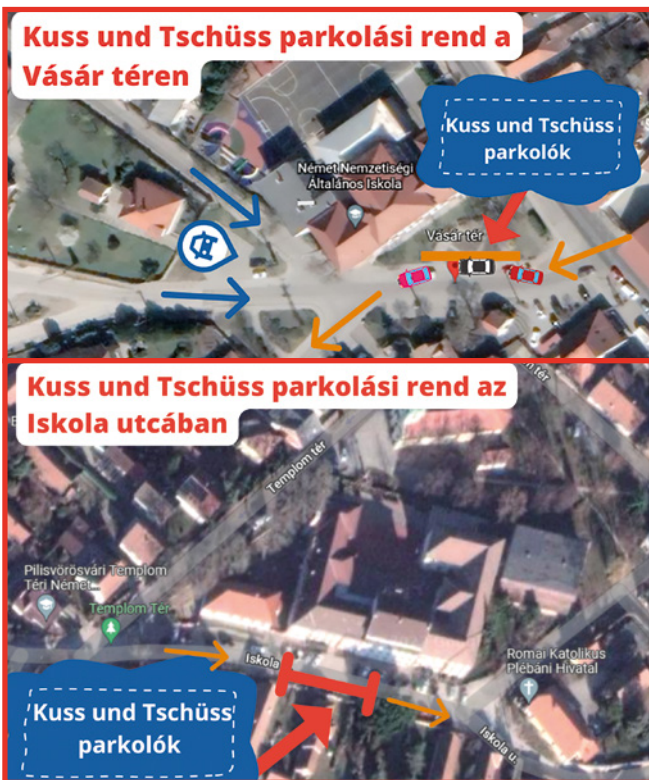 Kuss und Tschüss parkolási rend a
Vásár téren
Kuss und Tschüss
parkolók
Német Nemzetiségi
Általános Iskola
Vásár tér
Kuss und Tschüss parkolási rend az
Iskola utcában
Templom tér
Pilisvörösvári Templom
Téri Német...
Templom Tér
Iskola
Római Katolikus
Plébáni Hivatal
Iskola u.
Kuss und Tschüss
parkolók